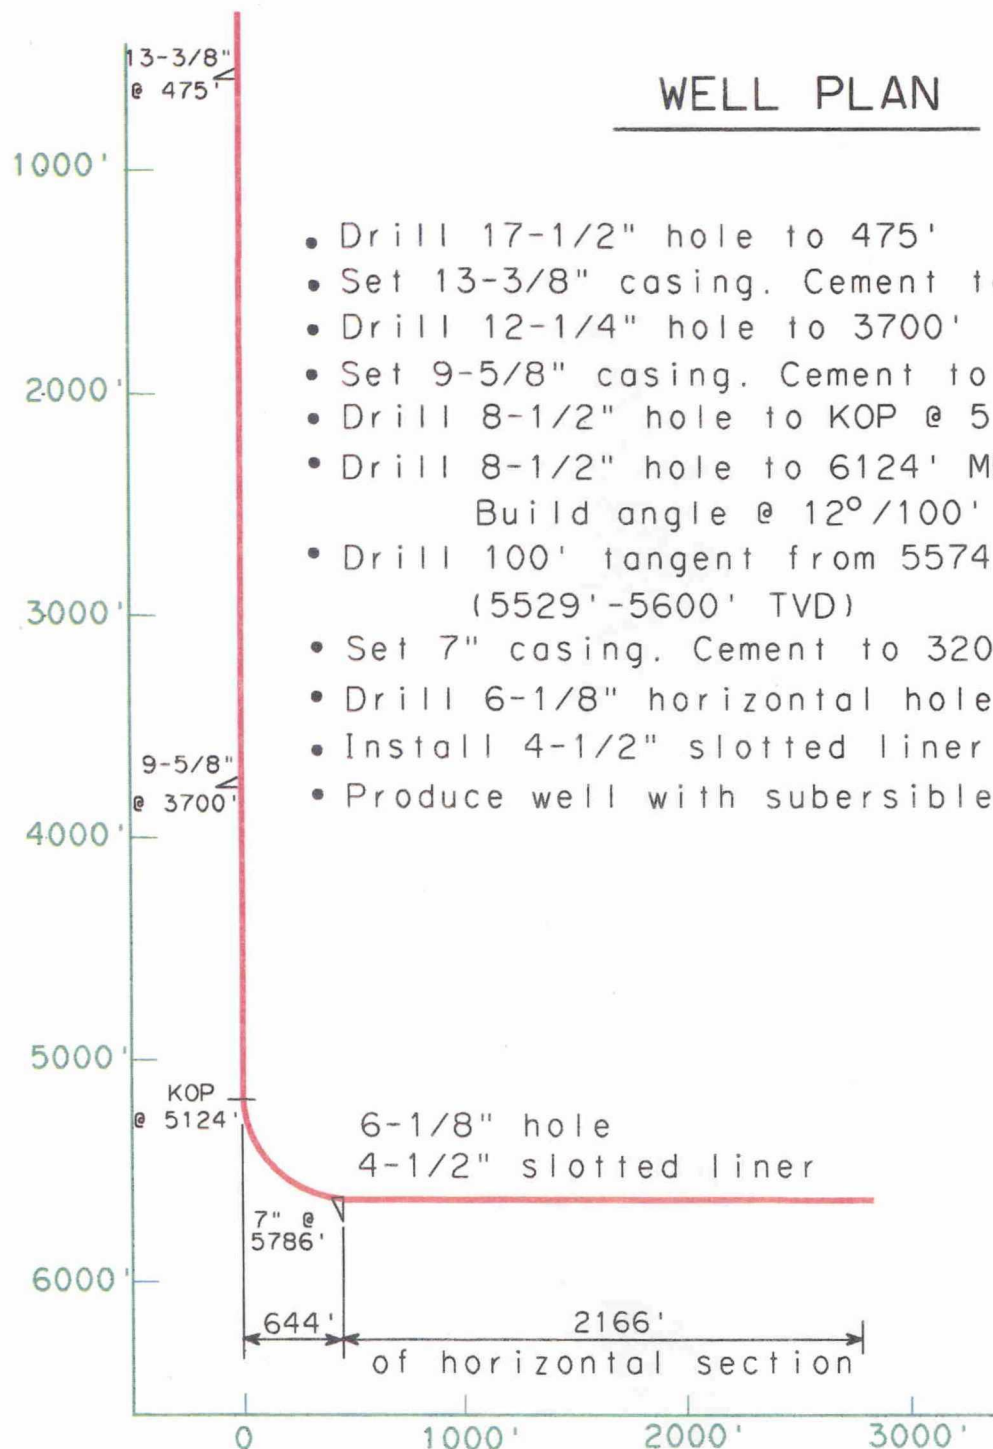 WELL PLAN
13-3/8"
@ 475'
1000'
2000'
3000'
4000'
5000'
6000'
• Drill 17-1/2" hole to 475'
• Set 13-3/8" casing. Cement
• Drill 12-1/4" hole to 3700'
• Set 9-5/8" casing. Cement to
• Drill 8-1/2" hole to KOP @ 5
• Drill 8-1/2" hole to 6124' M
Build angle @ 12°/100'
• Drill 100' tangent from 5574
(5529'-5600' TVD)
• Set 7" casing. Cement to 320
• Drill 6-1/8" horizontal hole
• Install 4-1/2" slotted liner
• Produce well with subersible
9-5/8"
@ 3700'
KOP
@ 5124'
6-1/8" hole
4-1/2" slotted liner
7" @
5786'
644'
2166'
of horizontal section
0
1000'
2000'
3000'